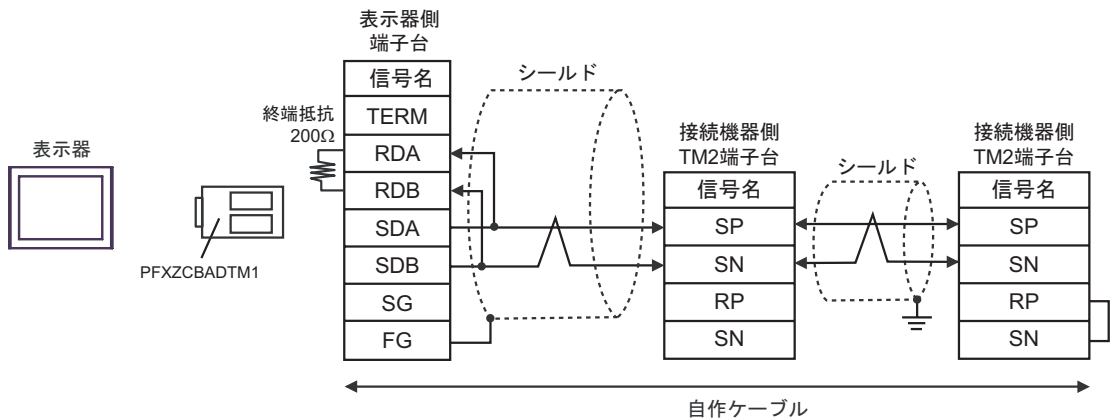 表示器
PFXZCBADTM1
終端抵抗
200Ω
表示器側
端子台
信号名
TERM
RDA
RDB
SDA
SDB
SG
FG
シールド
接続機器側
TM2端子台
信号名
SP
SN
RP
SN
シールド
接続機器側
TM2端子台
信号名
SP
SN
RP
SN
自作ケーブル